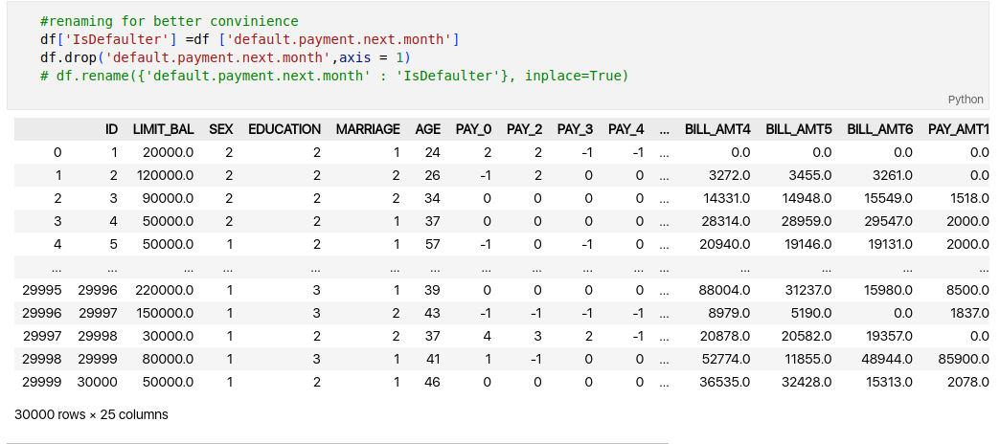 #renaming for better convinience
df['IsDefaulter'] =df ['default.payment.next.month']
df.drop('default.payment.next.month',axis = 1)
# df.rename({'default.payment.next.month' : 'IsDefaulter'}, inplace=True)
Python
ID LIMIT_BAL SEX EDUCATION MARRIAGE AGE PAY_0 PAY_2 PAY_3 PAY_4 ... BILL_AMT4 BILL_AMT5 BILL_AMT6 PAY_AMT1
0 1 20000.0 2 2 1 24 2 2 -1 -1 ... 0.0 0.0 0.0 0.0
1 2 120000.0 2 2 2 26 -1 2 0 0 ... 3272.0 3455.0 3261.0 0.0
2 3 90000.0 2 2 2 34 0 0 0 0 ... 14331.0 14948.0 15549.0 1518.0
3 4 50000.0 2 2 1 37 0 0 0 0 ... 28314.0 28959.0 29547.0 2000.0
4 5 50000.0 1 2 1 57 -1 0 -1 0 ... 20940.0 19146.0 19131.0 2000.0
... ... ... ... ... ... ... ... ... ... ... ... ... ... ... ...
29995 29996 220000.0 1 3 1 39 0 0 0 0 ... 88004.0 31237.0 15980.0 8500.0
29996 29997 150000.0 1 3 2 43 -1 -1 -1 -1 ... 8979.0 5190.0 0.0 1837.0
29997 29998 30000.0 1 2 2 37 4 3 2 -1 ... 20878.0 20582.0 19357.0 0.0
29998 29999 80000.0 1 3 1 41 1 -1 0 0 ... 52774.0 11855.0 48944.0 85900.0
29999 30000 50000.0 1 2 1 46 0 0 0 0 ... 36535.0 32428.0 15313.0 2078.0
30000 rows × 25 columns